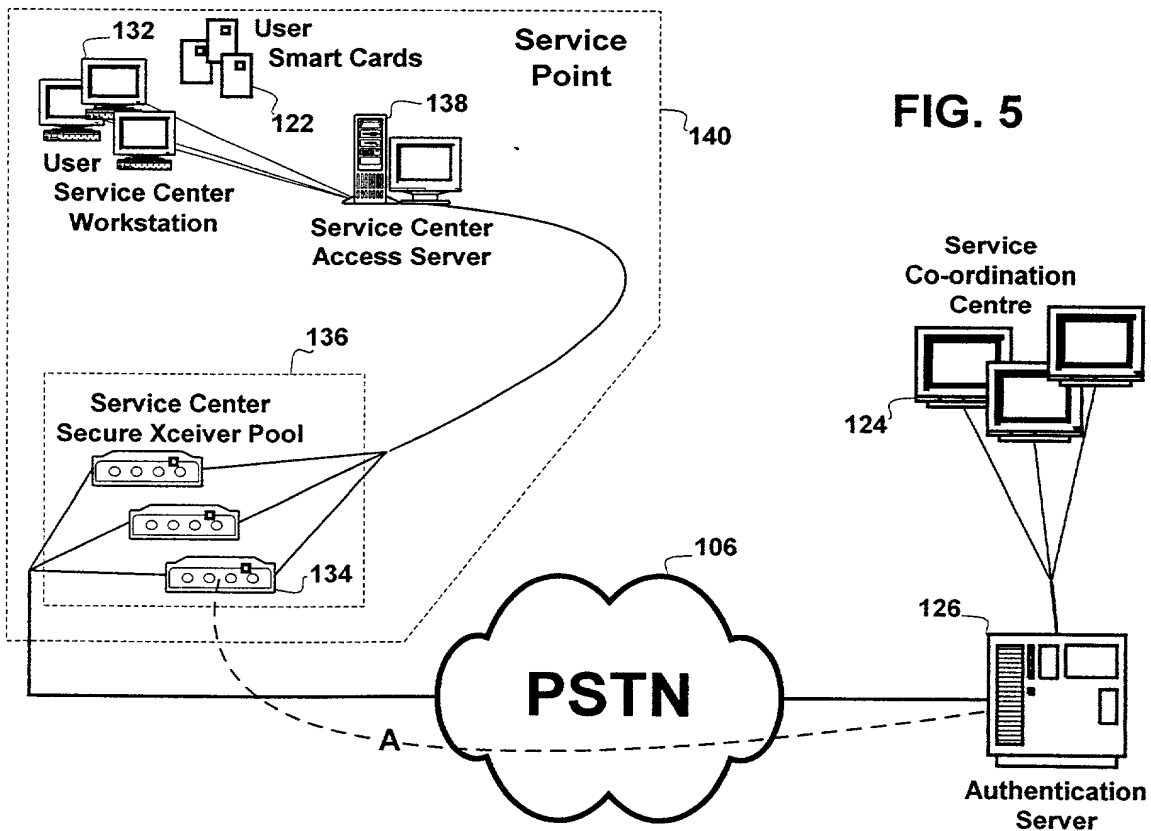 132
User
Smart Cards
122
Service
Point
138
140
FIG. 5
User
Service Center
Workstation
Service Center
Access Server
Service
Co-ordination
Centre
136
Service Center
Secure Xceiver Pool
124
134
106
PSTN
126
A
Authentication
Server